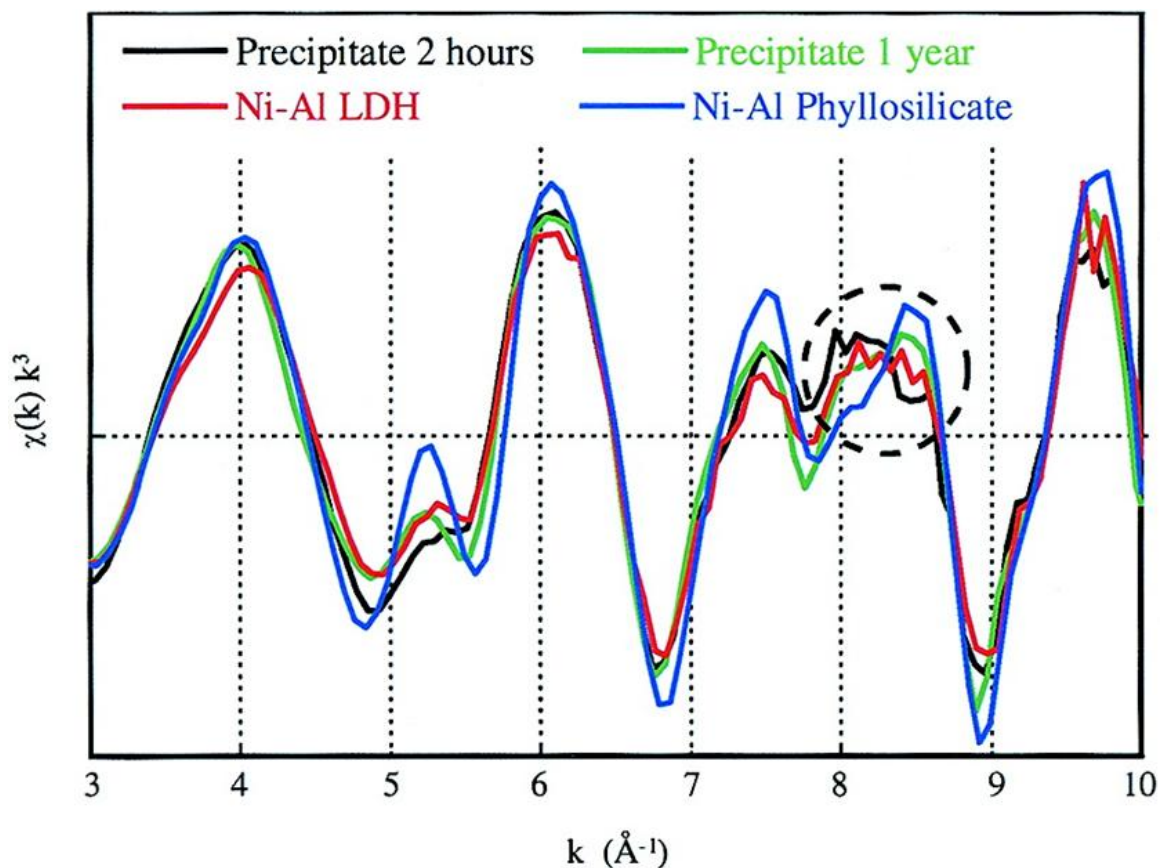 Precipitate 2 hours
Precipitate 1 year
Ni-Al LDH
Ni-Al Phyllosilicate
χ(k) k³
3 4 5 6 7 8 9 10
k (Å⁻¹)